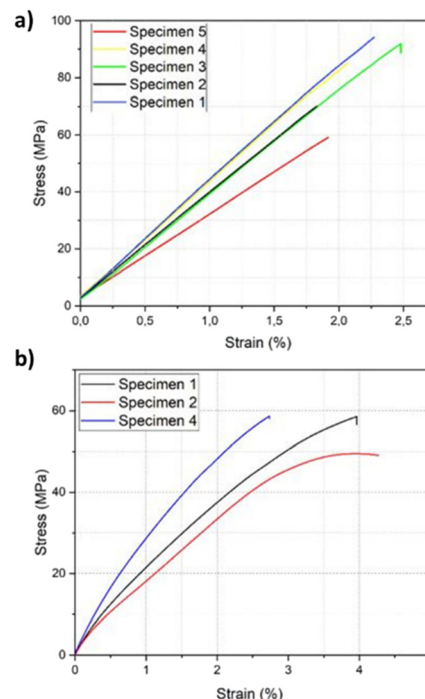 a)
100
80
60
40
20
0
Stress (MPa)
Specimen 5
Specimen 4
Specimen 3
Specimen 2
Specimen 1
0,0 0,5 1,0 1,5 2,0 2,5
Strain (%)
b)
60
40
20
0
Stress (MPa)
Specimen 1
Specimen 2
Specimen 4
0 1 2 3 4
Strain (%)